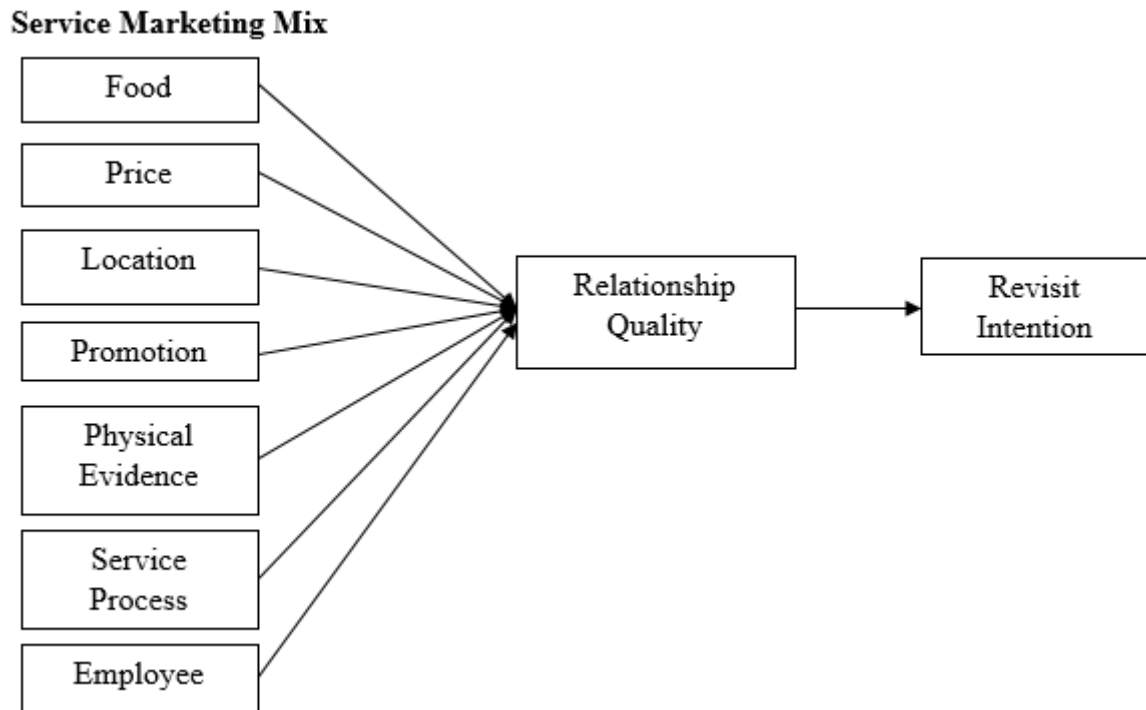 Service Marketing Mix
Food
Price
Location
Promotion
Physical
Evidence
Service
Process
Employee
Relationship
Quality
Revisit
Intention